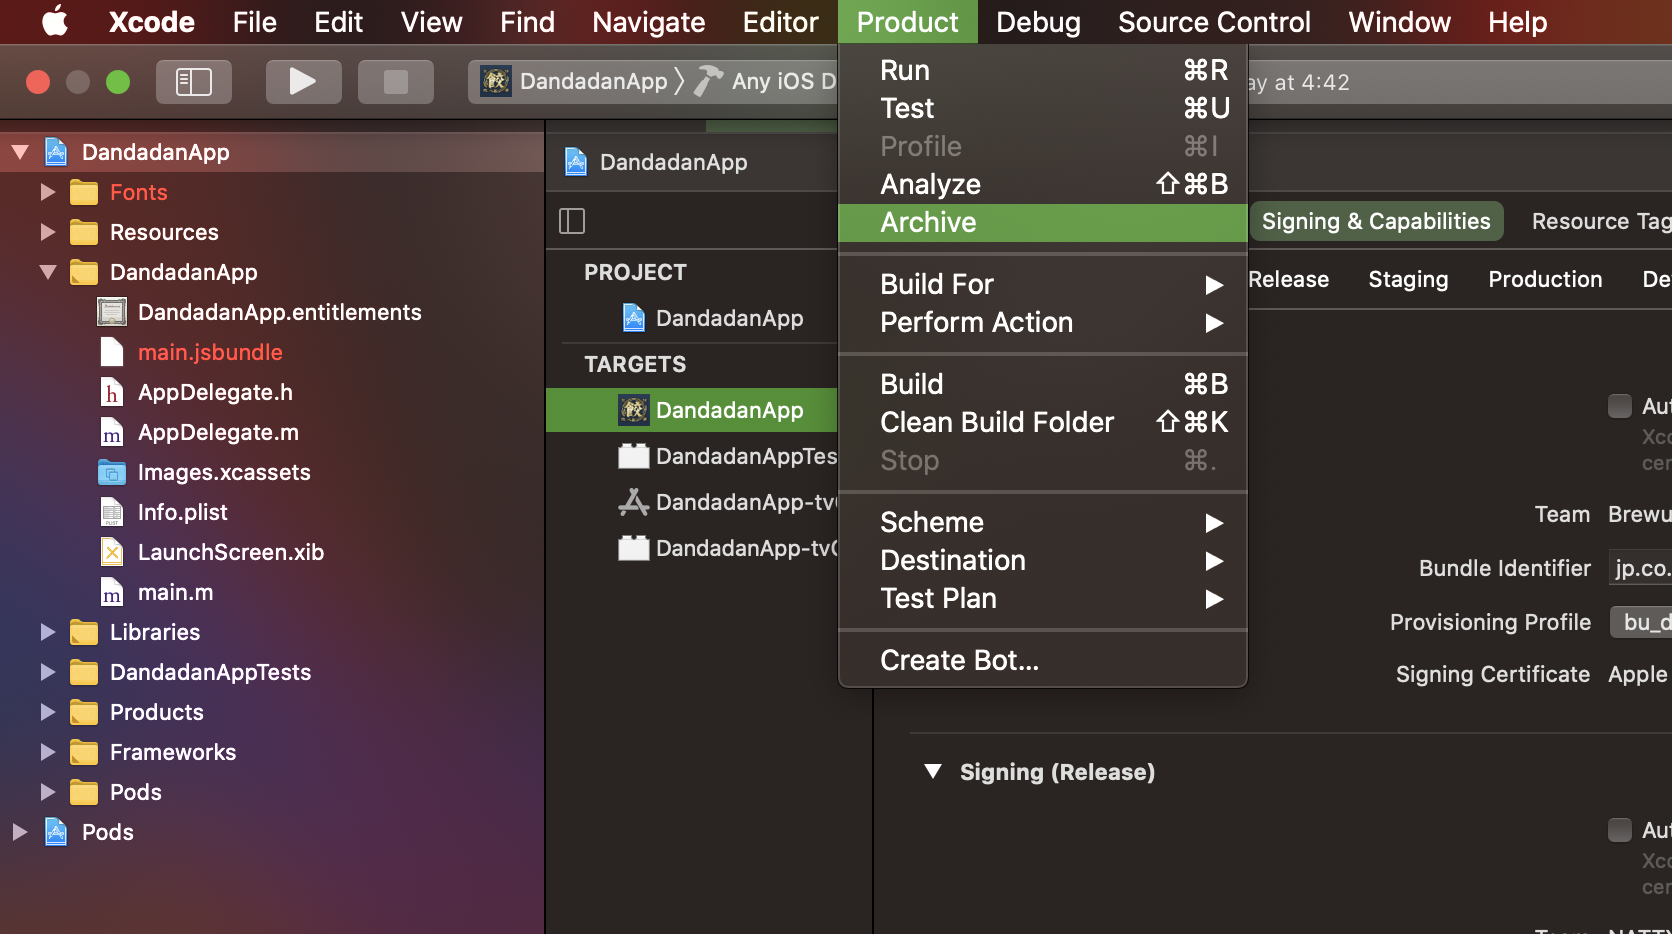 Xcode File Edit View Find Navigate Editor Product Debug Source Control Window Help
DandadanApp Any iOS D
ay at 4:42
DandadanApp
Fonts
Resources
DandadanApp
DandadanApp.entitlements
main.jsbundle
AppDelegate.h
AppDelegate.m
Images.xcassets
Info.plist
LaunchScreen.xib
main.m
Libraries
DandadanAppTests
Products
Frameworks
Pods
Pods
DandadanApp
PROJECT
DandadanApp
TARGETS
DandadanApp
DandadanAppTes
DandadanApp-tv
DandadanApp-tv
Run ⌘R
Test ⌘U
Profile ⌘I
Analyze ⇧⌘B
Archive
Build For
Perform Action
Build ⌘B
Clean Build Folder ⇧⌘K
Stop ⌘.
Scheme
Destination
Test Plan
Create Bot...
Signing & Capabilities Resource Tag
Release Staging Production De
Aut
Xco
cer
Team Brewu
Bundle Identifier jp.co.
Provisioning Profile bu_d
Signing Certificate Apple
Signing (Release)
Aut
Xco
cer